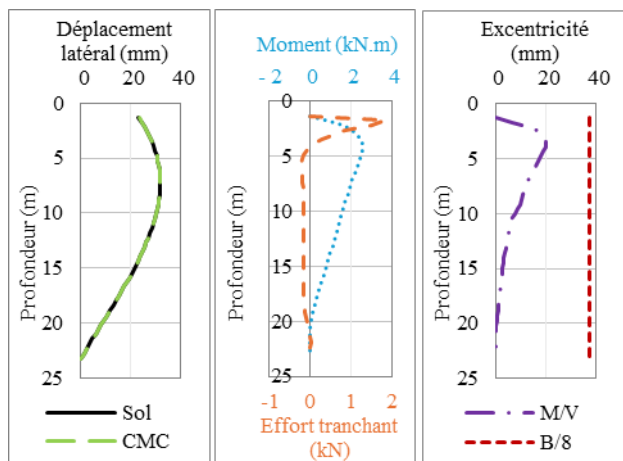 Déplacement
latéral (mm)
0 20 40
0
5
10
15
20
25
Profondeur (m)
Sol
CMC
Moment (kN.m)
- 2 0 2 4
0
5
10
15
20
25
Profondeur (m)
-1 0 1 2
Effort tranchant
(kN)
Excentricité
(mm)
0 20 40
0
5
10
15
20
25
Profondeur (m)
M/V
B/8